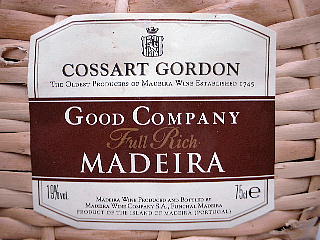 COSSART GORDON
THE OLDEST PRODUCERS OF MADEIRA WINE ESTABLISHED 1745
GOOD COMPANY
Full Rich
MADEIRA
19%vol. 75cl e
MADEIRA WINE PRODUCED AND BOTTLED BY
MADEIRA WINE COMPANY S.A., FUNCHAL MADEIRA
PRODUCT OF THE ISLAND OF MADEIRA (PORTUGAL)